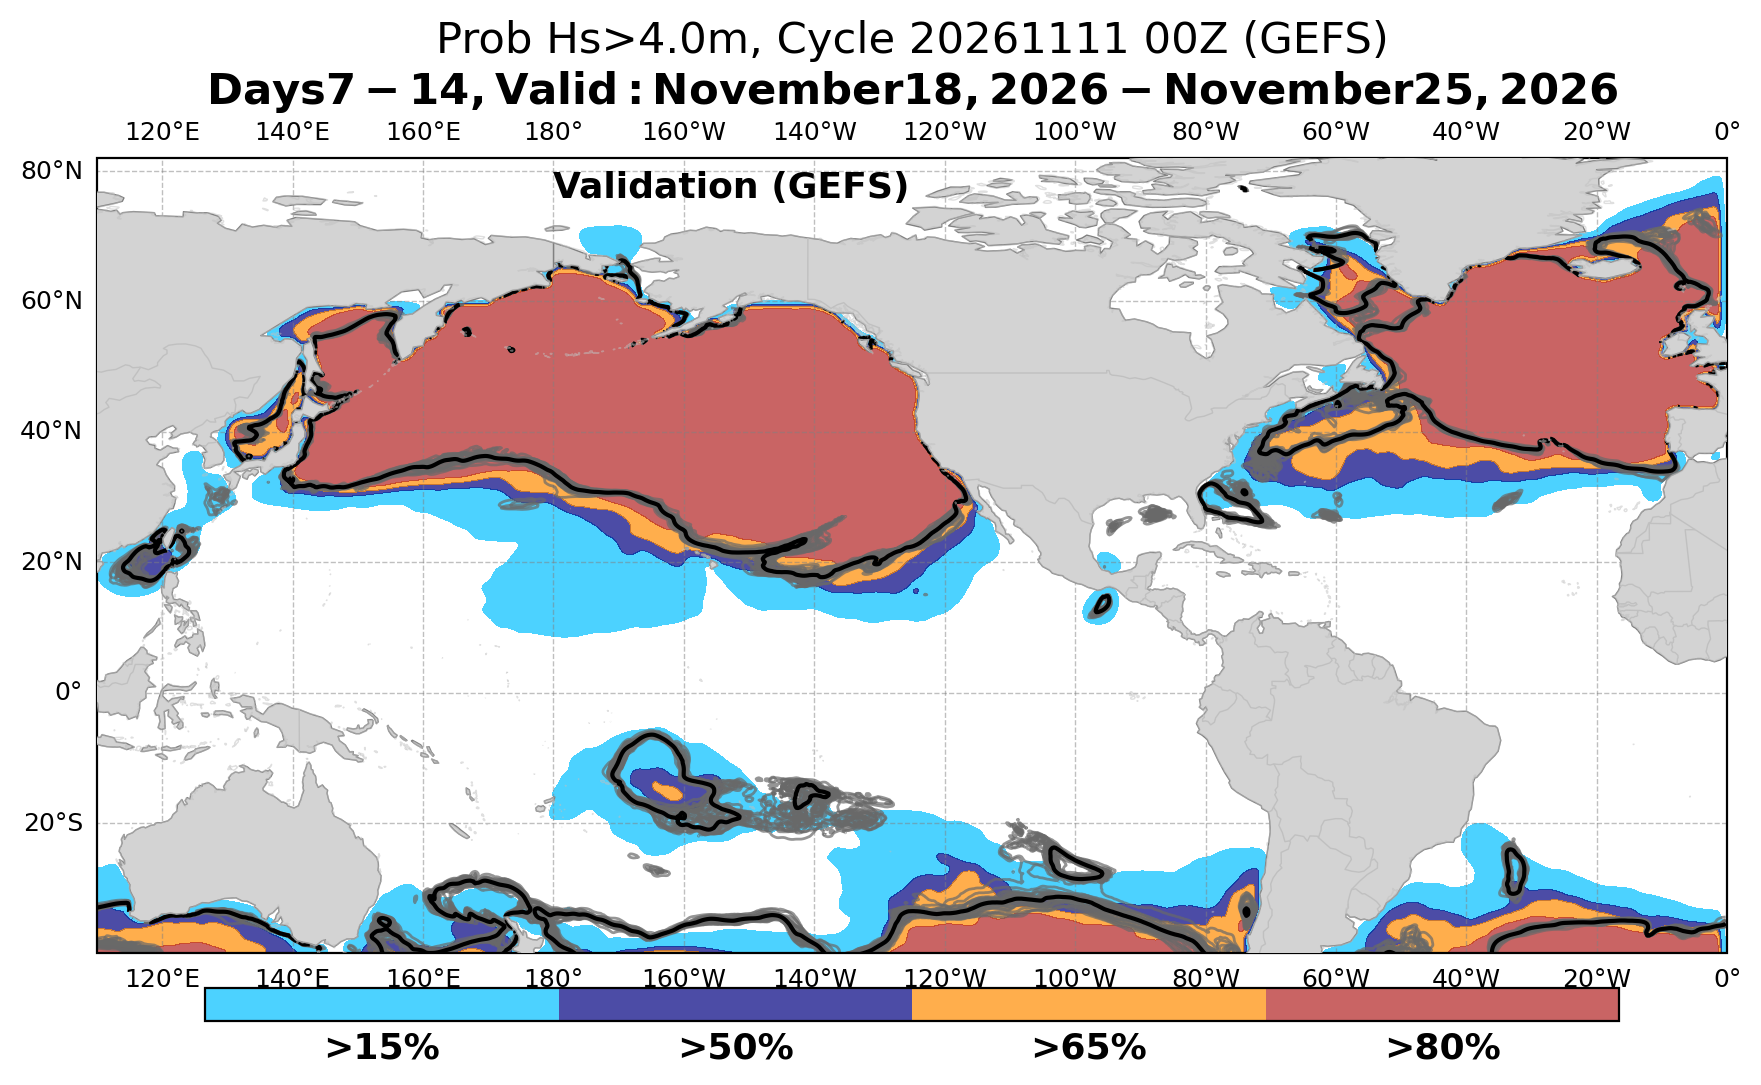 Prob Hs>4.0m, Cycle 20261111 00Z (GEFS)
Days7 − 14, Valid : November18, 2026 − November25, 2026
120°E 140°E 160°E 180° 160°W 140°W 120°W 100°W 80°W 60°W 40°W 20°W 0°
80°N
Validation (GEFS)
60°N
40°N
20°N
0°
20°S
120°E 140°E 160°E 180° 160°W 140°W 120°W 100°W 80°W 60°W 40°W 20°W 0°
>15% >50% >65% >80%